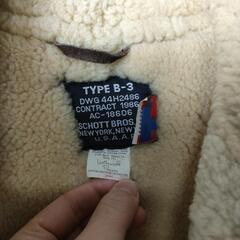 TYPE B-3
DWG 44H2486
CONTRACT 1986
AC-18606
SCHOTT BROS.
NEW YORK, NEW Y
U.S.A.A.F